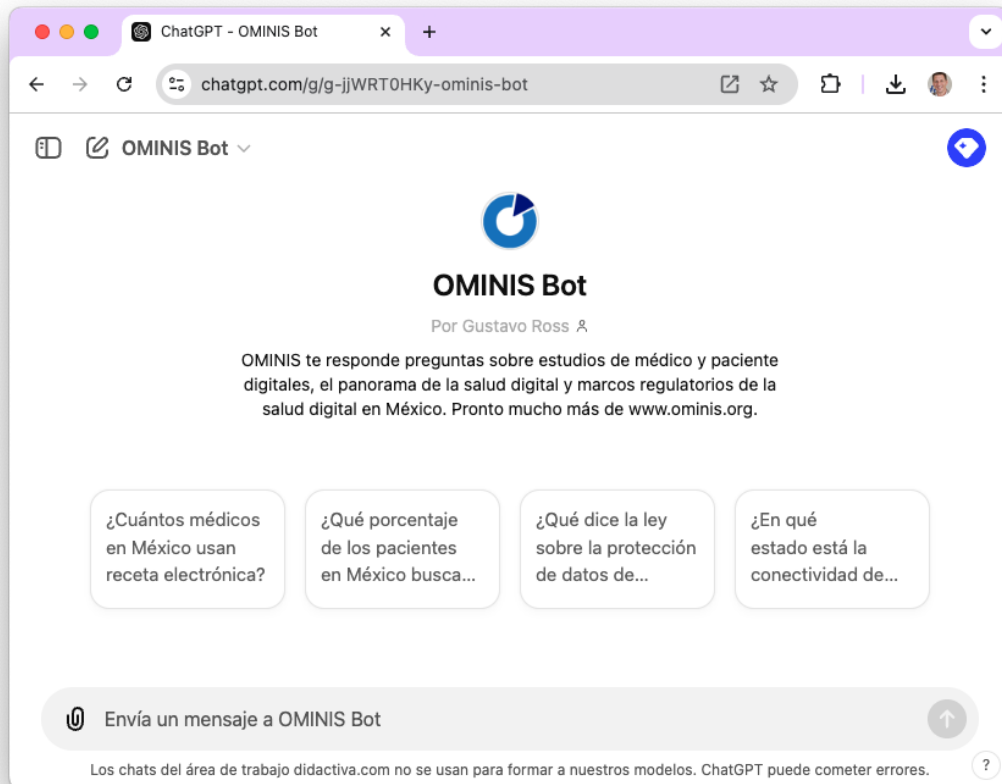 ChatGPT - OMINIS Bot
chatgpt.com/g/g-jjWRT0HKy-ominis-bot
OMINIS Bot
OMINIS Bot
Por Gustavo Ross
OMINIS te responde preguntas sobre estudios de médico y paciente
digitales, el panorama de la salud digital y marcos regulatorios de la
salud digital en México. Pronto mucho más de www.ominis.org.
¿Cuántos médicos
en México usan
receta electrónica?
¿Qué porcentaje
de los pacientes
en México busca...
¿Qué dice la ley
sobre la protección
de datos de...
¿En qué
estado está la
conectividad de...
Envía un mensaje a OMINIS Bot
Los chats del área de trabajo didactiva.com no se usan para formar a nuestros modelos. ChatGPT puede cometer errores.
?